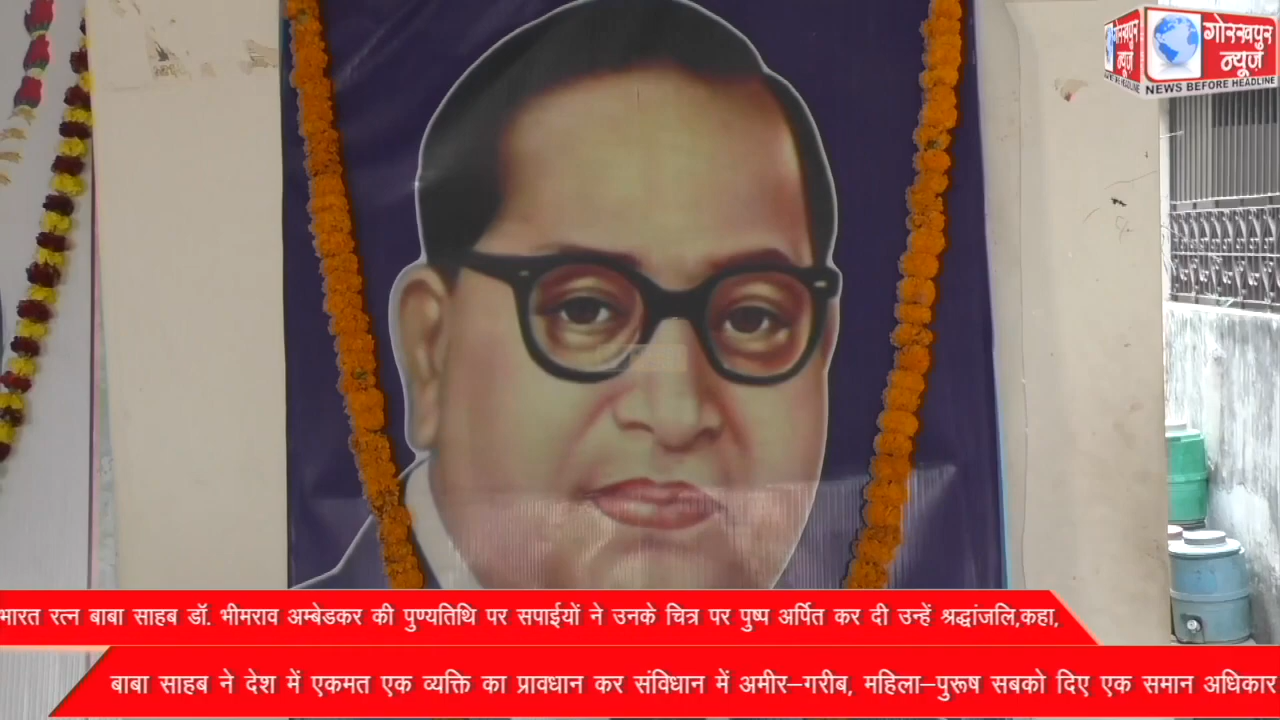 गोरखपुर
न्यूज़
NEWS BEFORE HEADLINE
गोरखपुर
न्यूज़
भारत रत्न बाबा साहब डॉ. भीमराव अम्बेडकर की पुण्यतिथि पर सपाईयों ने उनके चित्र पर पुष्प अर्पित कर दी उन्हें श्रद्धांजलि,कहा,
बाबा साहब ने देश में एकमत एक व्यक्ति का प्रावधान कर संविधान में अमीर–गरीब, महिला–पुरूष सबको दिए एक समान अधिकार